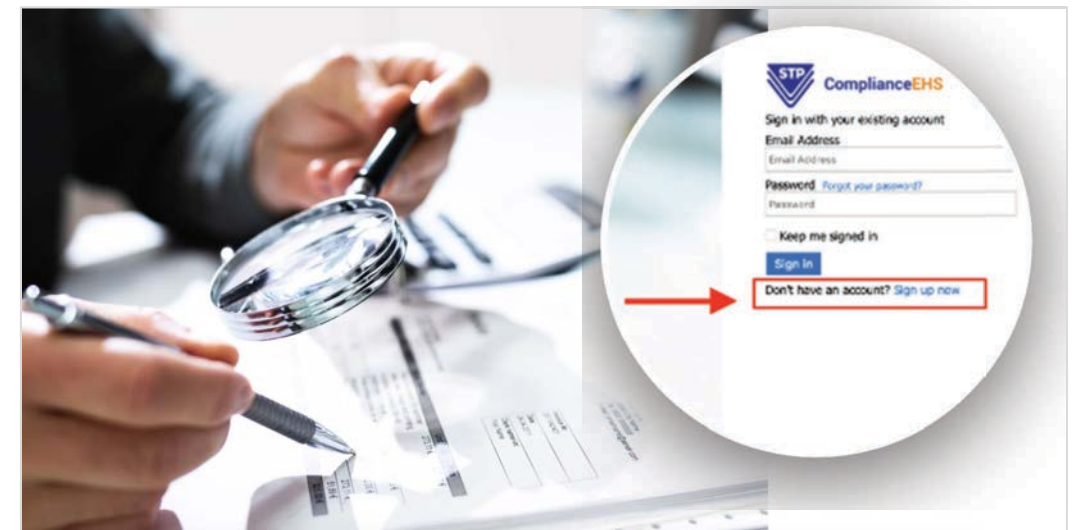 STP
ComplianceEHS
Sign in with your existing account
Email Address
Email Address
Password Forgot your password?
Password
Keep me signed in
Sign in
Don't have an account? Sign up now